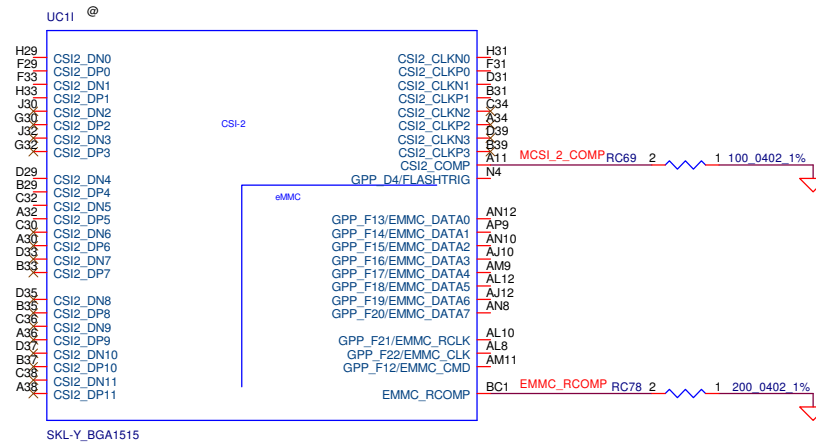 UC1I @
H29 CSI2_DN0
F29 CSI2_DP0
F33 CSI2_DN1
H33 CSI2_DP1
J30 CSI2_DN2
G30 CSI2_DP2
J32 CSI2_DN3
G32 CSI2_DP3
D29 CSI2_DN4
B29 CSI2_DP4
C32 CSI2_DN5
A32 CSI2_DP5
C30 CSI2_DN6
A30 CSI2_DP6
D33 CSI2_DN7
B33 CSI2_DP7
D35 CSI2_DN8
B35 CSI2_DP8
C36 CSI2_DN9
A36 CSI2_DP9
D37 CSI2_DN10
B37 CSI2_DP10
C38 CSI2_DN11
A38 CSI2_DP11
CSI-2
eMMC
CSI2_CLKN0 H31
CSI2_CLKP0 F31
CSI2_CLKN1 D31
CSI2_CLKP1 B31
CSI2_CLKN2 C34
CSI2_CLKP2 A34
CSI2_CLKN3 D39
CSI2_CLKP3 B39
CSI2_COMP A11 MCSI_2_COMP RC69 2 1 100_0402_1%
GPP_D4/FLASHTRIG N4
GPP_F13/EMMC_DATA0 AN12
GPP_F14/EMMC_DATA1 AP9
GPP_F15/EMMC_DATA2 AN10
GPP_F16/EMMC_DATA3 AJ10
GPP_F17/EMMC_DATA4 AM9
GPP_F18/EMMC_DATA5 AL12
GPP_F19/EMMC_DATA6 AJ12
GPP_F20/EMMC_DATA7 AN8
GPP_F21/EMMC_RCLK AL10
GPP_F22/EMMC_CLK AL8
GPP_F12/EMMC_CMD AM11
EMMC_RCOMP BC1 EMMC_RCOMP RC78 2 1 200_0402_1%
SKL-Y_BGA1515